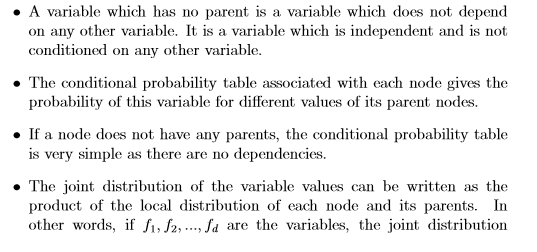 • A variable which has no parent is a variable which does not depend
on any other variable. It is a variable which is independent and is not
conditioned on any other variable.
• The conditional probability table associated with each node gives the
probability of this variable for different values of its parent nodes.
• If a node does not have any parents, the conditional probability table
is very simple as there are no dependencies.
• The joint distribution of the variable values can be written as the
product of the local distribution of each node and its parents. In
other words, if f₁, f₂, ..., f_d are the variables, the joint distribution